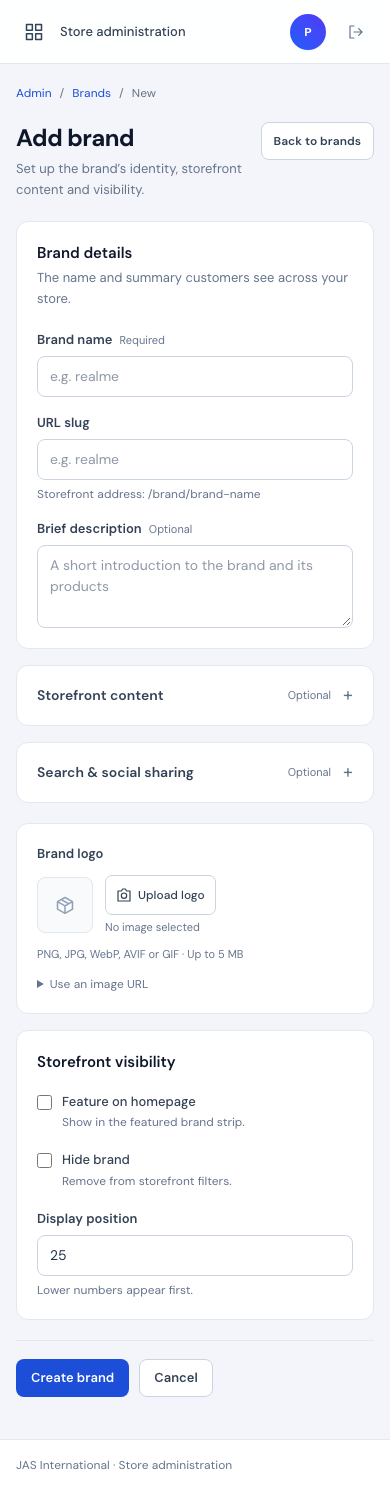 Store administration
P
Admin / Brands / New
Add brand
Back to brands
Set up the brand's identity, storefront
content and visibility.
Brand details
The name and summary customers see across your
store.
Brand name Required
e.g. realme
URL slug
e.g. realme
Storefront address: /brand/brand-name
Brief description Optional
A short introduction to the brand and its
products
Storefront content Optional +
Search & social sharing Optional +
Brand logo
Upload logo
No image selected
PNG, JPG, WebP, AVIF or GIF · Up to 5 MB
Use an image URL
Storefront visibility
Feature on homepage
Show in the featured brand strip.
Hide brand
Remove from storefront filters.
Display position
25
Lower numbers appear first.
Create brand Cancel
JAS International · Store administration